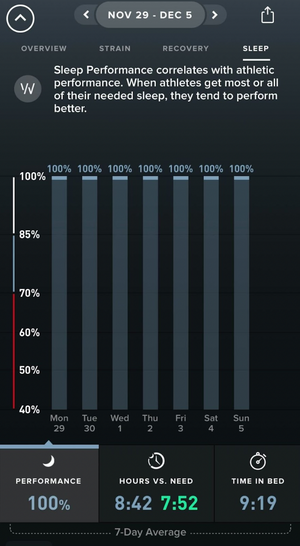 NOV 29 - DEC 5
OVERVIEW STRAIN RECOVERY SLEEP
Sleep Performance correlates with athletic
performance. When athletes get most or all
of their needed sleep, they tend to perform
better.
100% 100% 100% 100% 100% 100% 100%
100%
85%
70%
60%
50%
40%
Mon Tue Wed Thu Fri Sat Sun
29 30 1 2 3 4 5
PERFORMANCE HOURS VS. NEED TIME IN BED
100% 8:42 7:52 9:19
7-Day Average